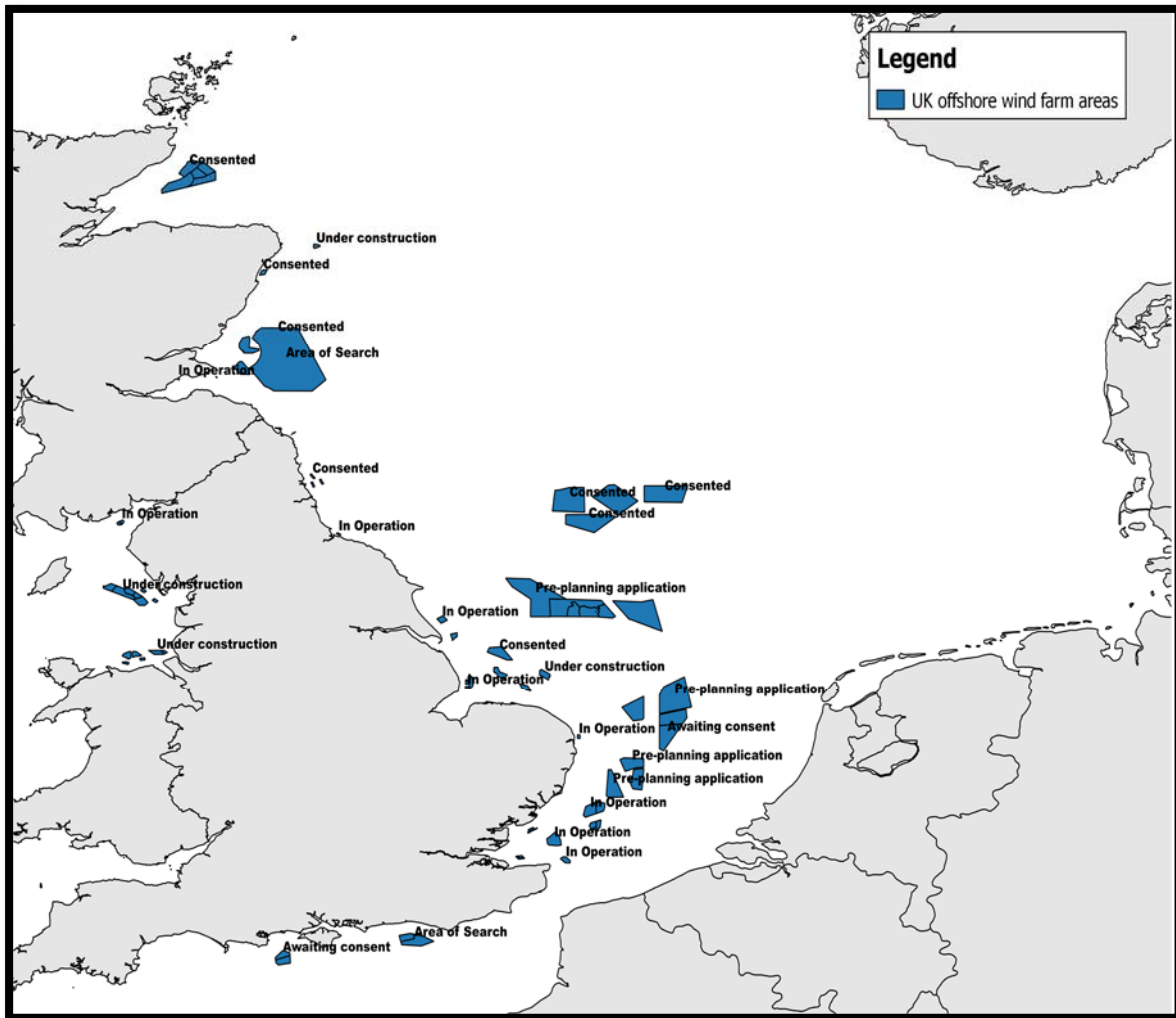 Legend
UK offshore wind farm areas
Consented
Under construction
Consented
Consented
Area of Search
In Operation
Consented
Consented
Consented
Consented
In Operation
In Operation
Under construction
Pre-planning application
In Operation
Under construction
Consented
Under construction
In Operation
Pre-planning application
In Operation
Awaiting consent
Pre-planning application
Pre-planning application
In Operation
In Operation
In Operation
Area of Search
Awaiting consent